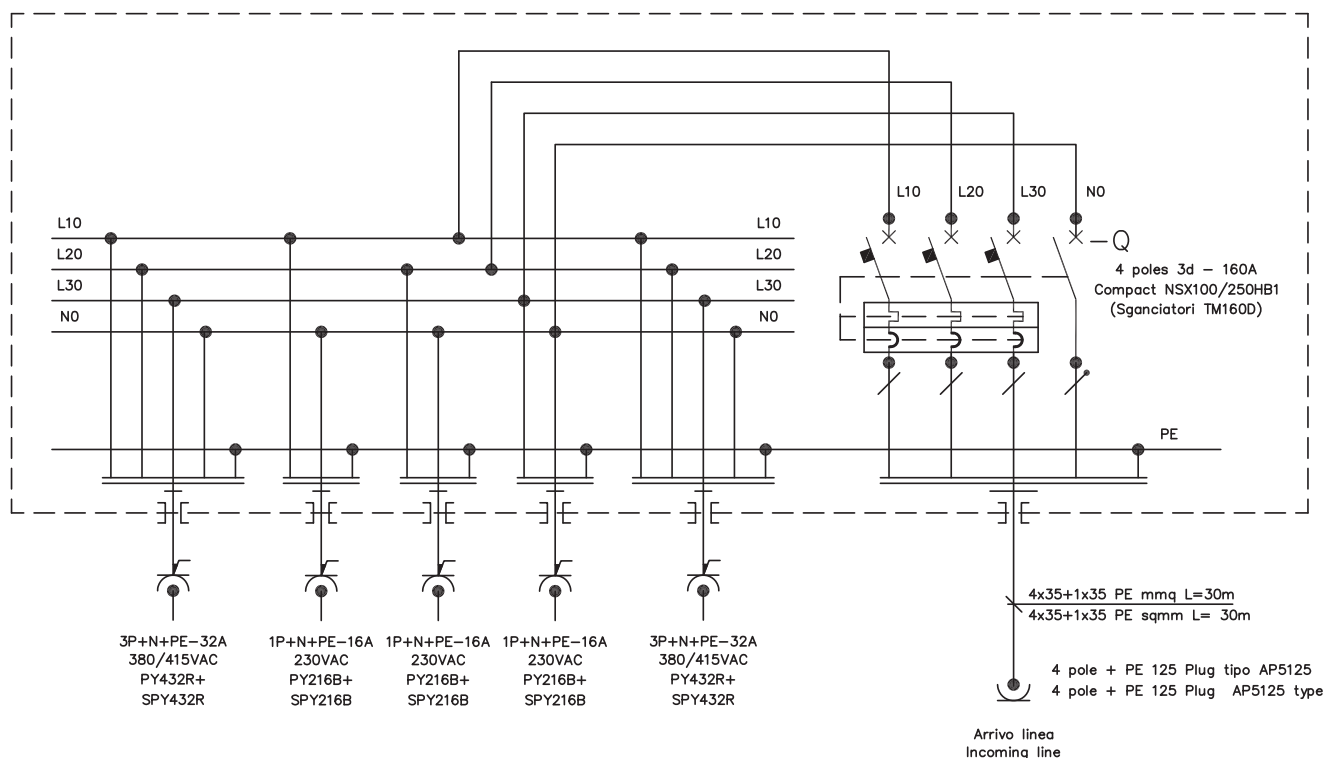 L10
L20
L30
N0
L10
L20
L30
N0
L10
L20
L30
N0
–Q
4 poles 3d – 160A
Compact NSX100/250HB1
(Sganciatori TM160D)
PE
3P+N+PE–32A
380/415VAC
PY432R+
SPY432R
1P+N+PE–16A
230VAC
PY216B+
SPY216B
1P+N+PE–16A
230VAC
PY216B+
SPY216B
1P+N+PE–16A
230VAC
PY216B+
SPY216B
3P+N+PE–32A
380/415VAC
PY432R+
SPY432R
4x35+1x35 PE mmq L=30m
4x35+1x35 PE sqmm L= 30m
4 pole + PE 125 Plug tipo AP5125
4 pole + PE 125 Plug AP5125 type
Arrivo linea
Incoming line